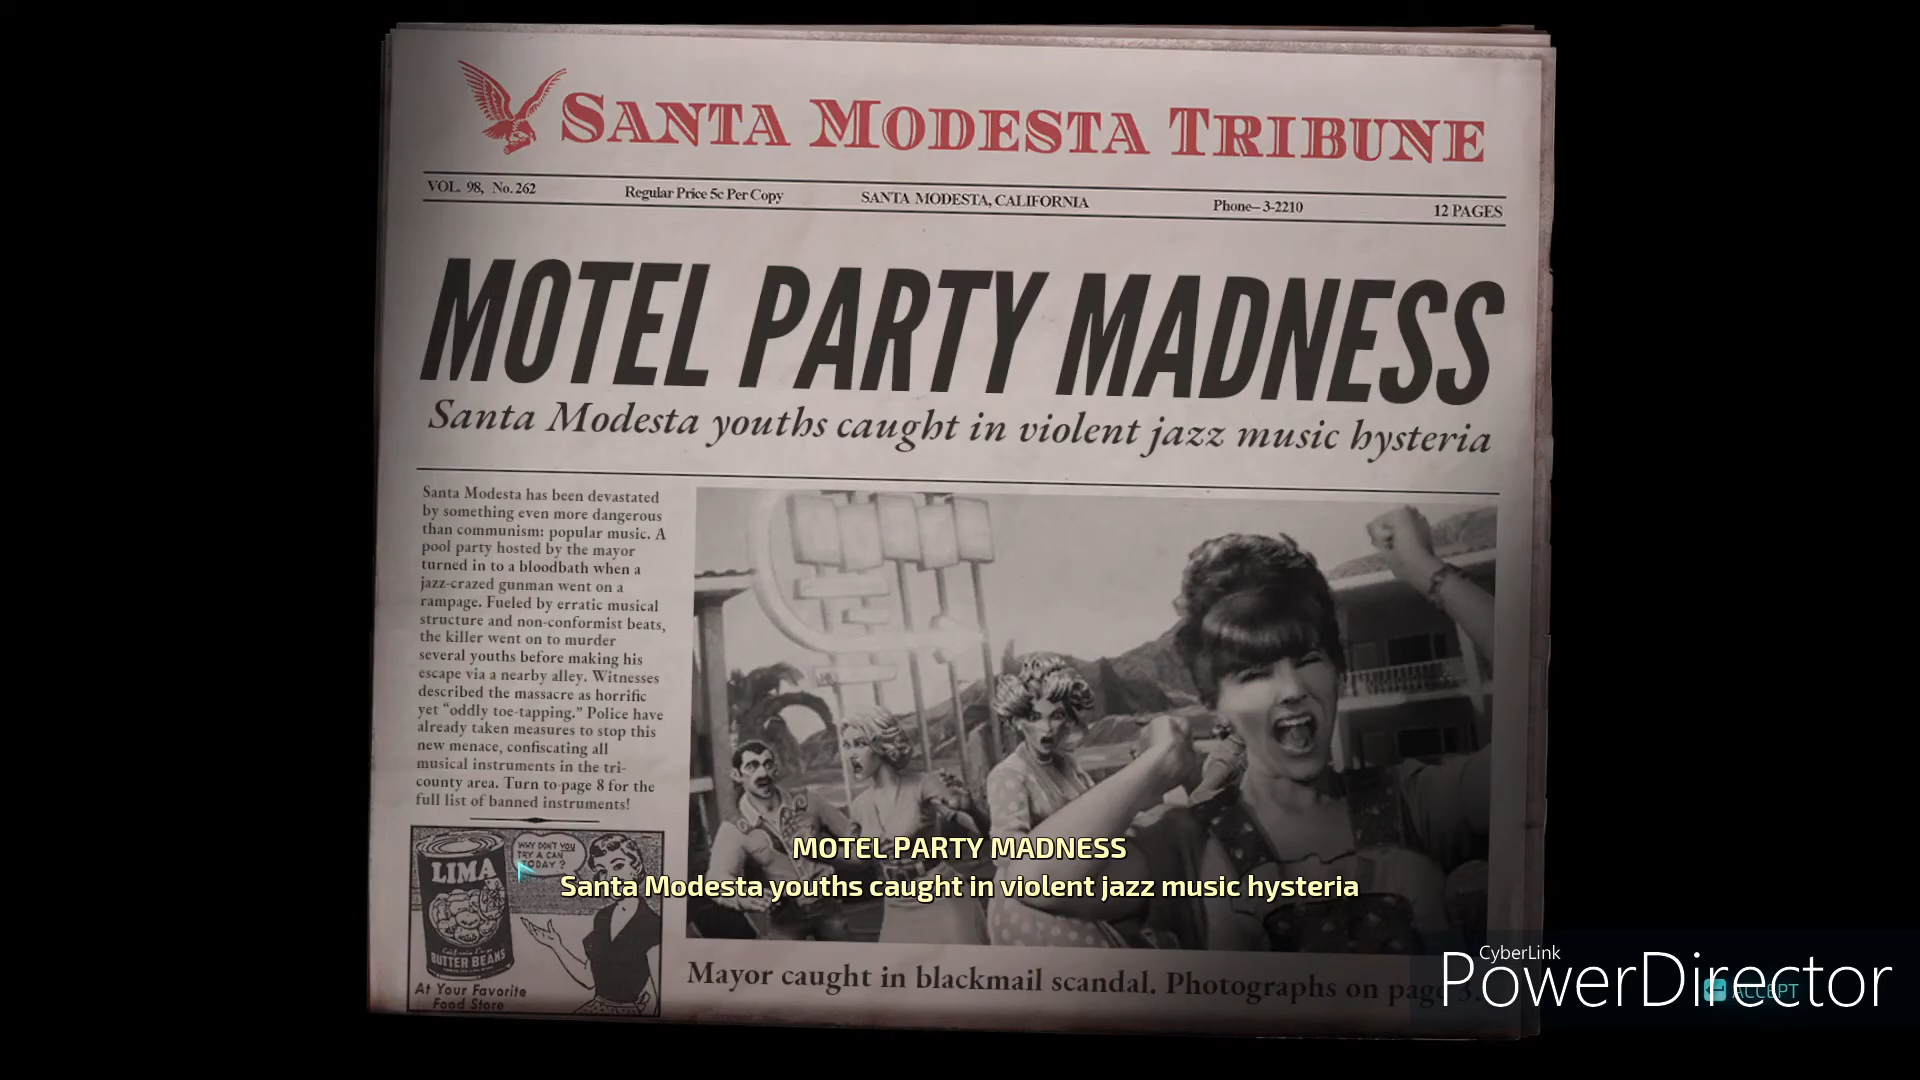 SANTA MODESTA TRIBUNE
VOL. 98, No. 262
Regular Price 5c Per Copy
SANTA MODESTA, CALIFORNIA
Phone– 3-2210
12 PAGES
MOTEL PARTY MADNESS
Santa Modesta youths caught in violent jazz music hysteria
Santa Modesta has been devastated
by something even more dangerous
than communism: popular music. A
pool party hosted by the mayor
turned in to a bloodbath when a
jazz-crazed gunman went on a
rampage. Fueled by erratic musical
structure and non-conformist beats,
the killer went on to murder
several youths before making his
escape via a nearby alley. Witnesses
described the massacre as horrific
yet “oddly toe-tapping.” Police have
already taken measures to stop this
new menace, confiscating all
musical instruments in the tri-
county area. Turn to page 8 for the
full list of banned instruments!
WHY DON'T YOU
TRY A CAN
TODAY?
LIMA
BUTTER BEANS
At Your Favorite
Food Store
MOTEL PARTY MADNESS
Santa Modesta youths caught in violent jazz music hysteria
Mayor caught in blackmail scandal. Photographs on page
CyberLink
PowerDirector
ACCEPT